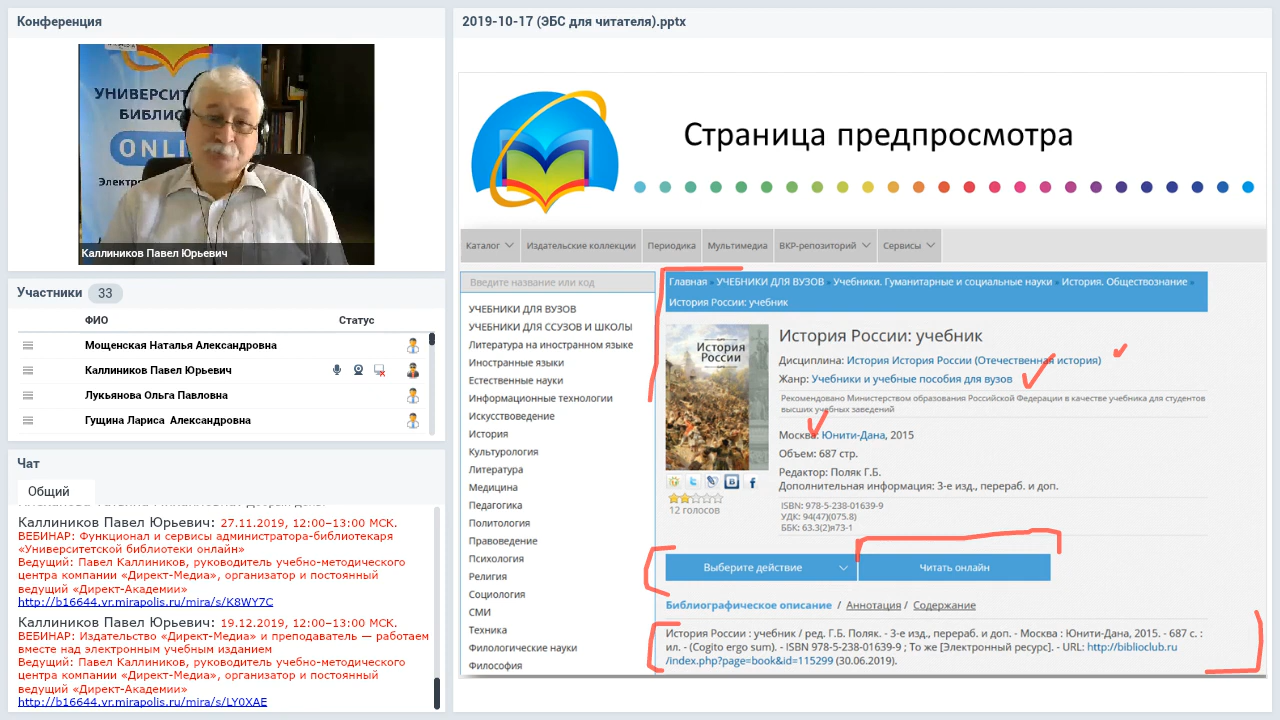 Конференция
УНИВЕРСИТ
БИБЛИО
ONLI
Электро
Каллиников Павел Юрьевич
Участники 33
ФИО Статус
Мощенская Наталья Александровна
Каллиников Павел Юрьевич
Лукьянова Ольга Павловна
Гущина Лариса Александровна
Чат
Общий
Каллиников Павел Юрьевич: 27.11.2019, 12:00–13:00 МСК.
ВЕБИНАР: Функционал и сервисы администратора-библиотекаря
«Университетской библиотеки онлайн»
Ведущий: Павел Каллиников, руководитель учебно-методического
центра компании «Директ-Медиа», организатор и постоянный
ведущий «Директ-Академии»
http://b16644.vr.mirapolis.ru/mira/s/K8WY7C
Каллиников Павел Юрьевич: 19.12.2019, 12:00–13:00 МСК.
ВЕБИНАР: Издательство «Директ-Медиа» и преподаватель — работаем
вместе над электронным учебным изданием
Ведущий: Павел Каллиников, руководитель учебно-методического
центра компании «Директ-Медиа», организатор и постоянный
ведущий «Директ-Академии»
http://b16644.vr.mirapolis.ru/mira/s/LY0XAE
2019-10-17 (ЭБС для читателя).pptx
Страница предпросмотра
Каталог Издательские коллекции Периодика Мультимедиа ВКР-репозиторий Сервисы
Введите название или код
УЧЕБНИКИ ДЛЯ ВУЗОВ
УЧЕБНИКИ ДЛЯ ССУЗОВ И ШКОЛЫ
Литература на иностранном языке
Иностранные языки
Естественные науки
Информационные технологии
Искусствоведение
История
Культурология
Литература
Медицина
Педагогика
Политология
Правоведение
Психология
Религия
Социология
СМИ
Техника
Филологические науки
Философия
Главная » УЧЕБНИКИ ДЛЯ ВУЗОВ » Учебники. Гуманитарные и социальные науки » История. Обществознание »
История России: учебник
История
России
12 голосов
История России: учебник
Дисциплина: История История России (Отечественная история)
Жанр: Учебники и учебные пособия для вузов
Рекомендовано Министерством образования Российской Федерации в качестве учебника для студентов
высших учебных заведений
Москва: Юнити-Дана, 2015
Объем: 687 стр.
Редактор: Поляк Г.Б.
Дополнительная информация: 3-е изд., перераб. и доп.
ISBN: 978-5-238-01639-9
УДК: 94(47)(075.8)
ББК: 63.3(2)я73-1
Выберите действие Читать онлайн
Библиографическое описание / Аннотация / Содержание
История России : учебник / ред. Г.Б. Поляк. - 3-е изд., перераб. и доп. - Москва : Юнити-Дана, 2015. - 687 с. :
ил. - (Cogito ergo sum). - ISBN 978-5-238-01639-9 ; То же [Электронный ресурс]. - URL: http://biblioclub.ru
/index.php?page=book&id=115299 (30.06.2019).